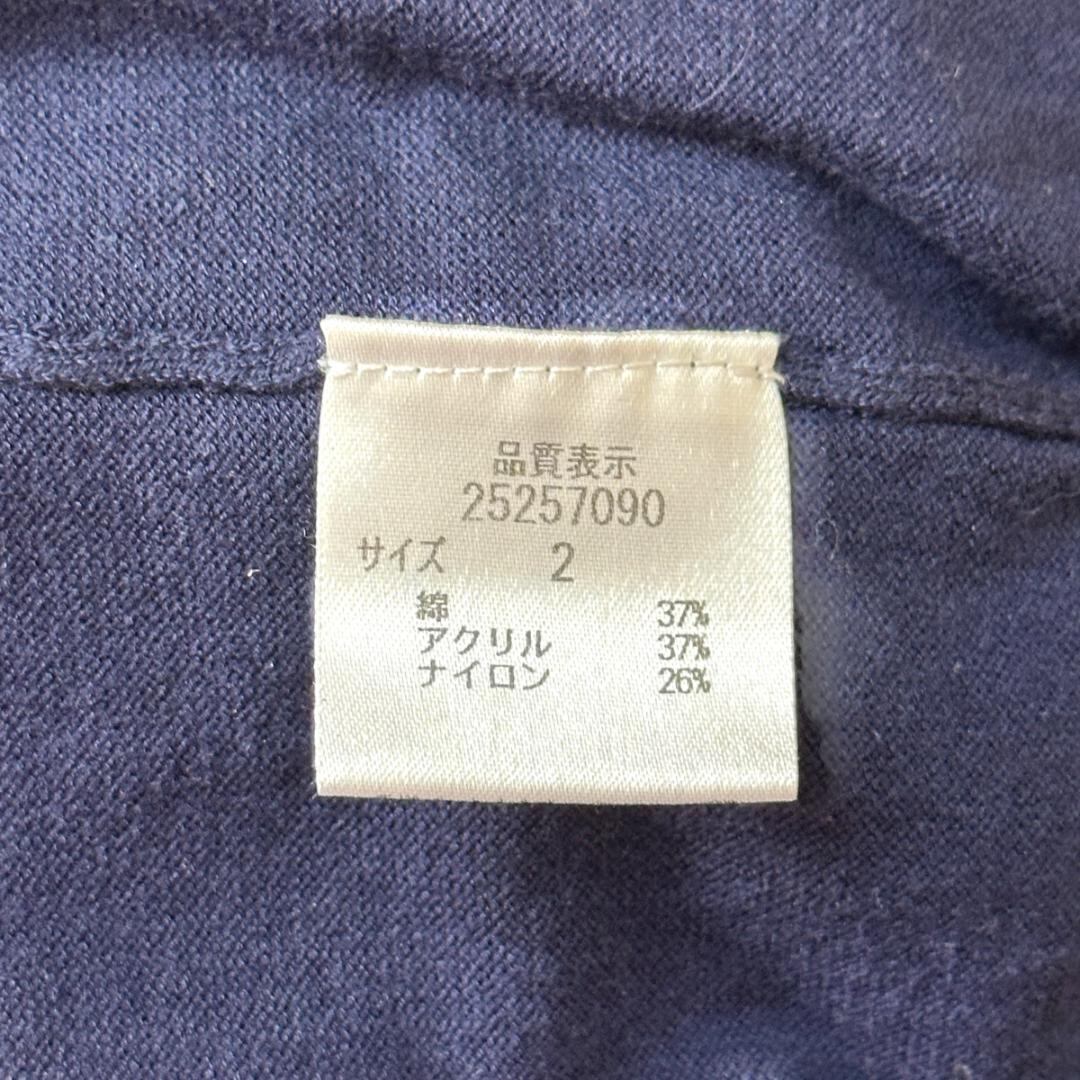 品質表示
25257090
サイズ 2
綿 37%
アクリル 37%
ナイロン 26%